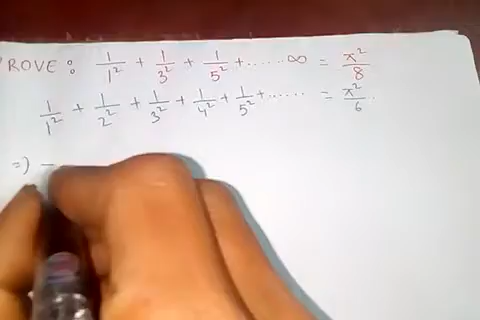 ROVE : 1/1² + 1/3² + 1/5² + ...... ∞ = π²/8
1/1² + 1/2² + 1/3² + 1/4² + 1/5² + ...... = π²/6
=)